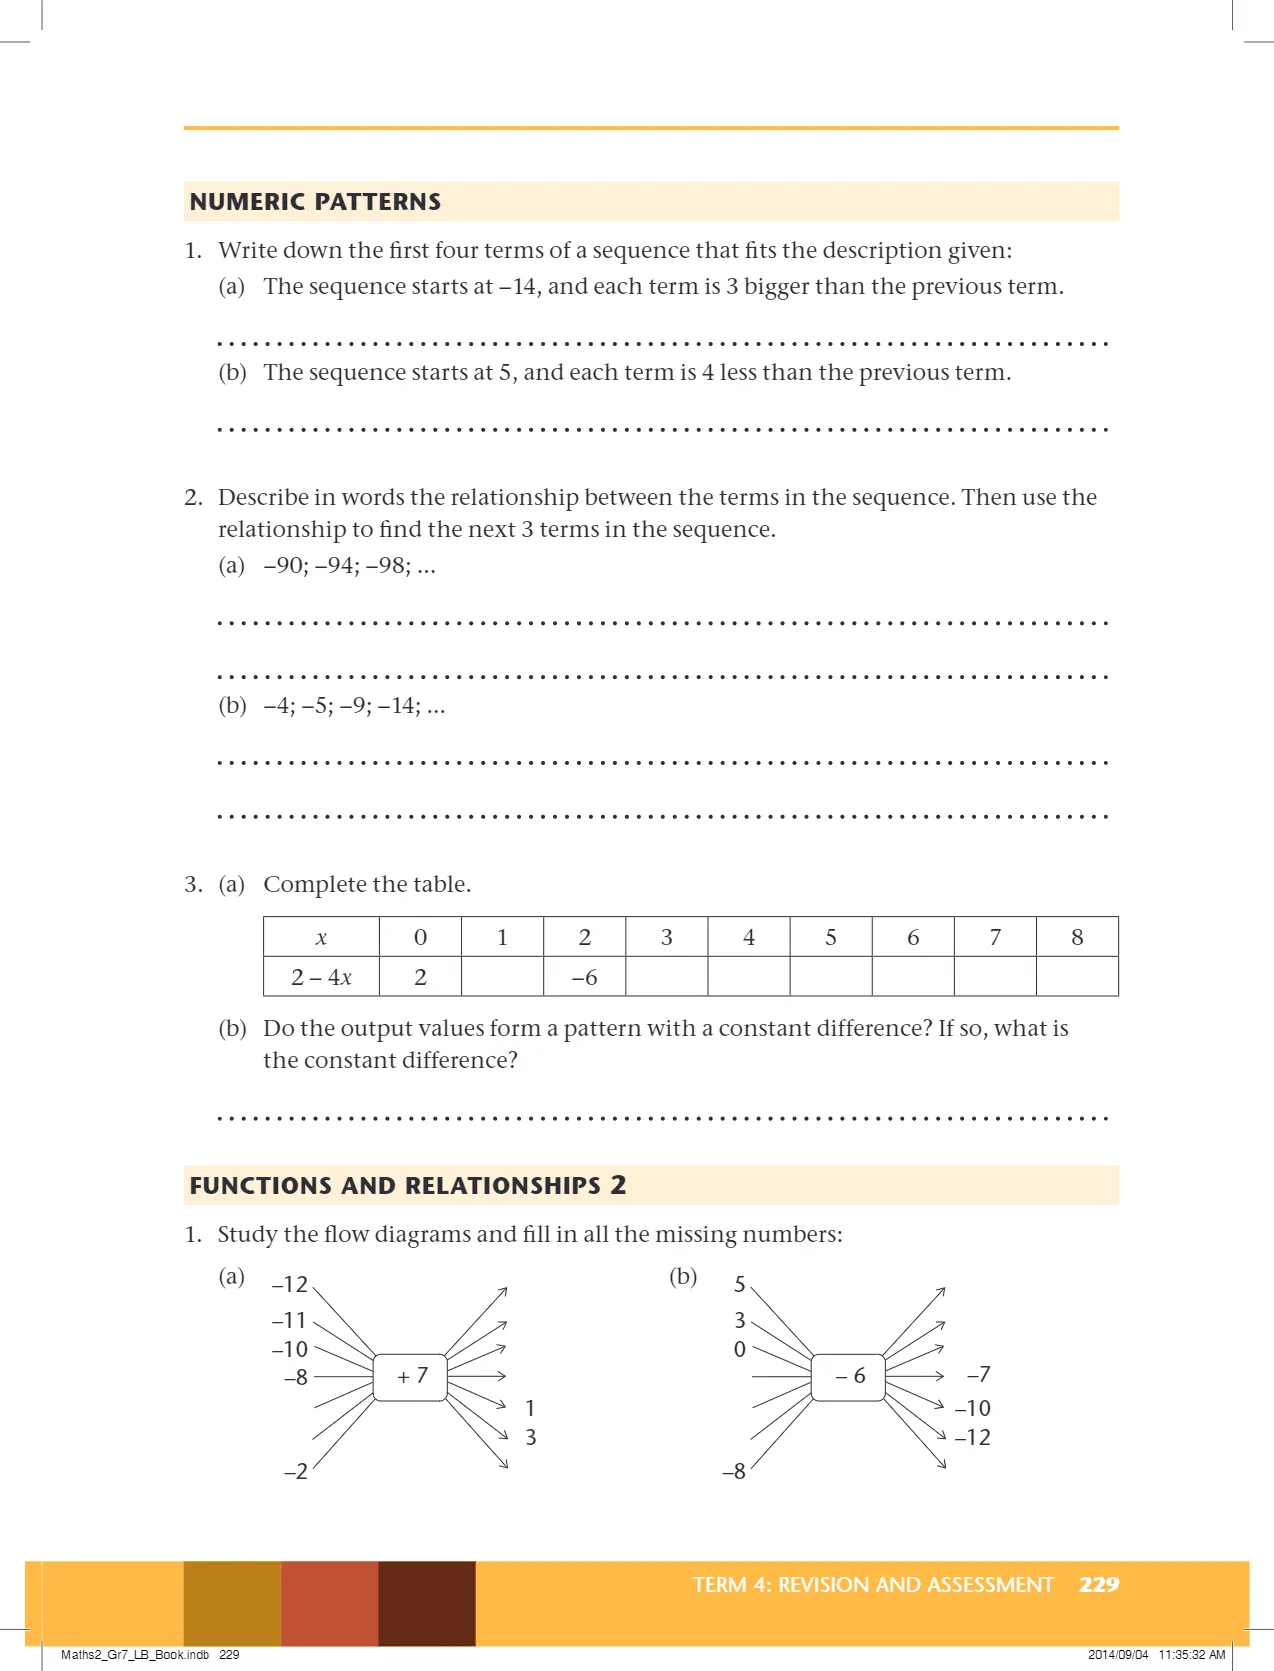 NUMERIC PATTERNS
1. Write down the first four terms of a sequence that fits the description given:
(a) The sequence starts at –14, and each term is 3 bigger than the previous term.
(b) The sequence starts at 5, and each term is 4 less than the previous term.
2. Describe in words the relationship between the terms in the sequence. Then use the
relationship to find the next 3 terms in the sequence.
(a) –90; –94; –98; ...
(b) –4; –5; –9; –14; ...
3. (a) Complete the table.
x 0 1 2 3 4 5 6 7 8
2 – 4x 2 –6
(b) Do the output values form a pattern with a constant difference? If so, what is
the constant difference?
FUNCTIONS AND RELATIONSHIPS 2
1. Study the flow diagrams and fill in all the missing numbers:
(a)
–12
–11
–10
–8
–2
+ 7
1
3
(b)
5
3
0
–8
– 6
–7
–10
–12
TERM 4: REVISION AND ASSESSMENT 229
Maths2_Gr7_LB_Book.indb 229 2014/09/04 11:35:32 AM